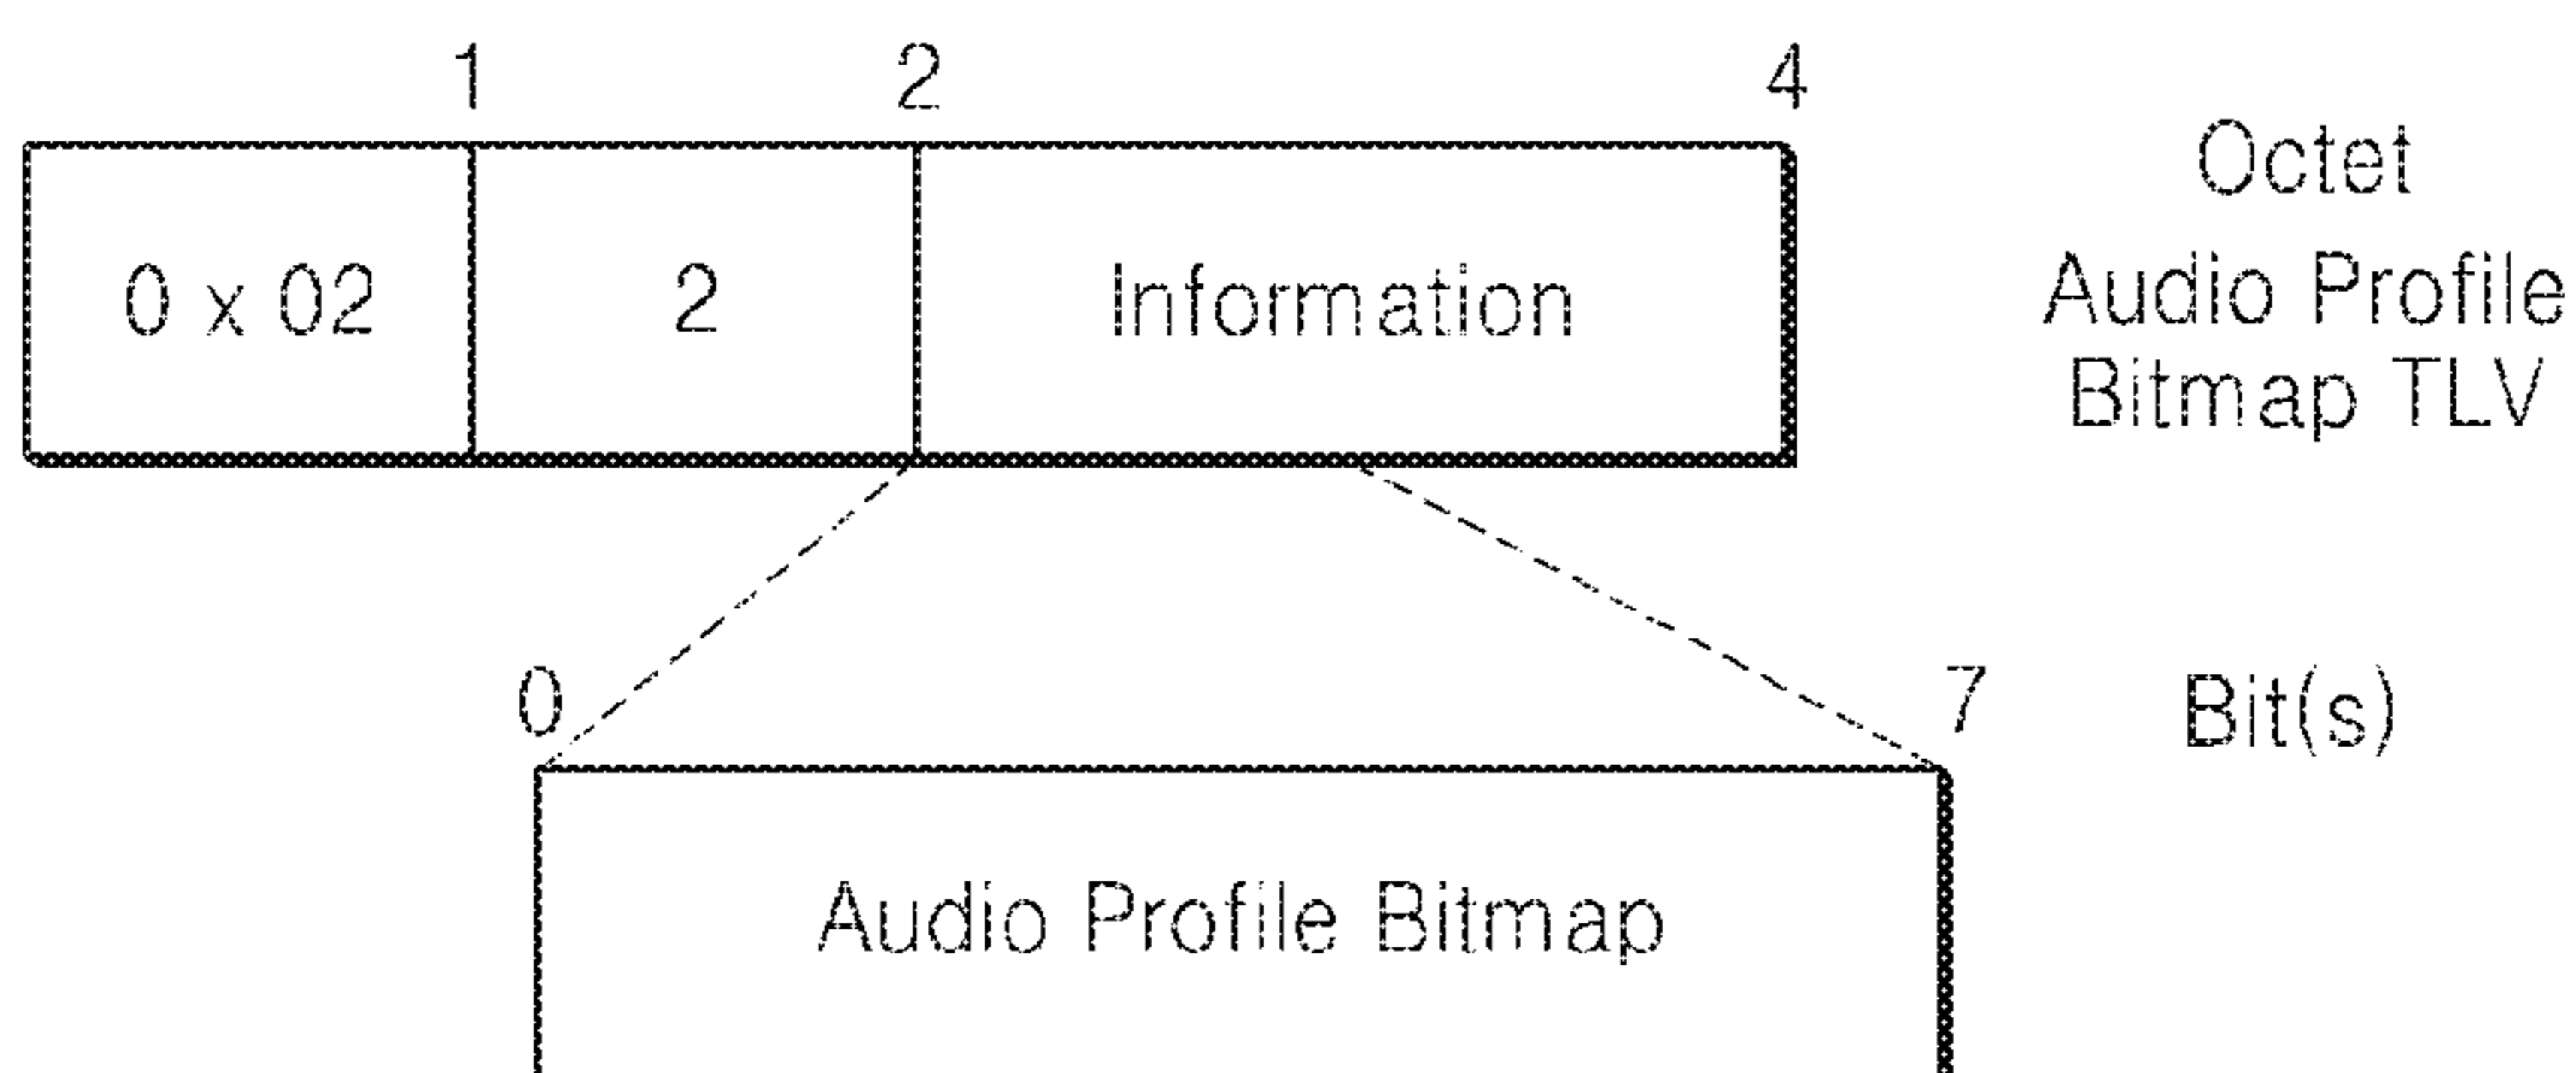 1 2 4
Octet
0 x 02 2 Information
Audio Profile
Bitmap TLV
0 7 Bit(s)
Audio Profile Bitmap